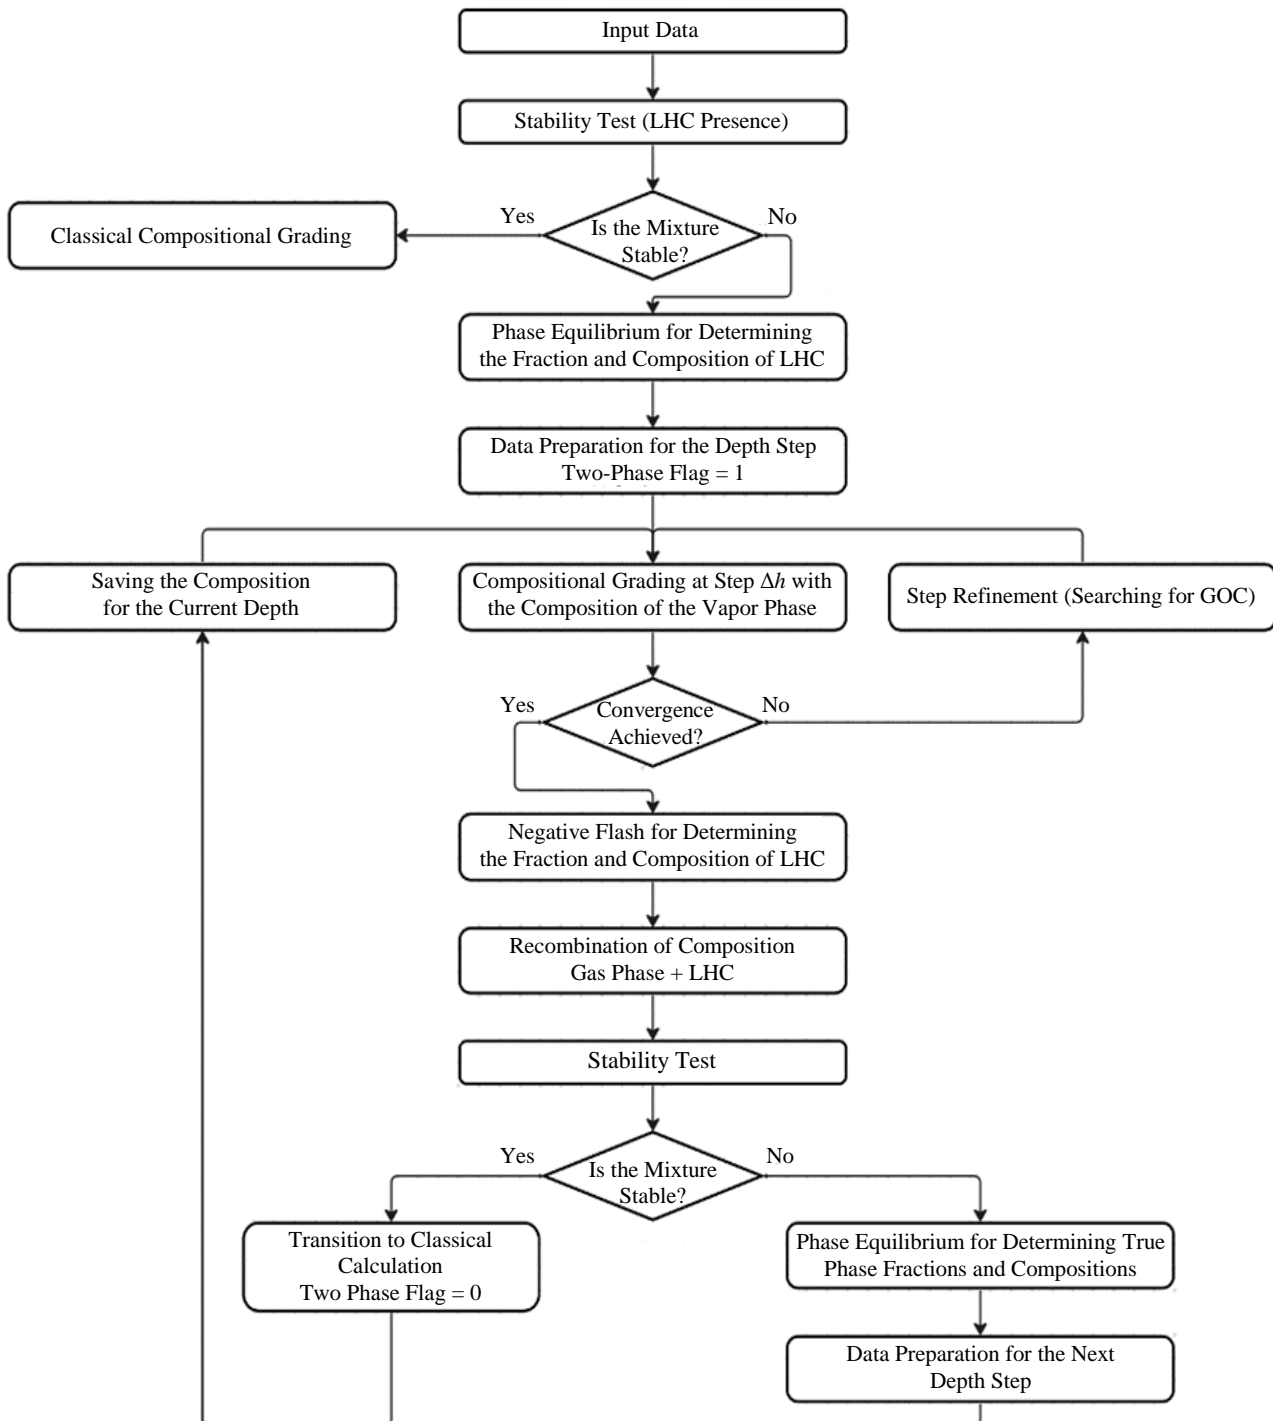 Input Data
Stability Test (LHC Presence)
Yes
No
Is the Mixture
Stable?
Classical Compositional Grading
Phase Equilibrium for Determining
the Fraction and Composition of LHC
Data Preparation for the Depth Step
Two-Phase Flag = 1
Saving the Composition
for the Current Depth
Compositional Grading at Step Δh with
the Composition of the Vapor Phase
Step Refinement (Searching for GOC)
Yes
No
Convergence
Achieved?
Negative Flash for Determining
the Fraction and Composition of LHC
Recombination of Composition
Gas Phase + LHC
Stability Test
Yes
No
Is the Mixture
Stable?
Transition to Classical
Calculation
Two Phase Flag = 0
Phase Equilibrium for Determining True
Phase Fractions and Compositions
Data Preparation for the Next
Depth Step